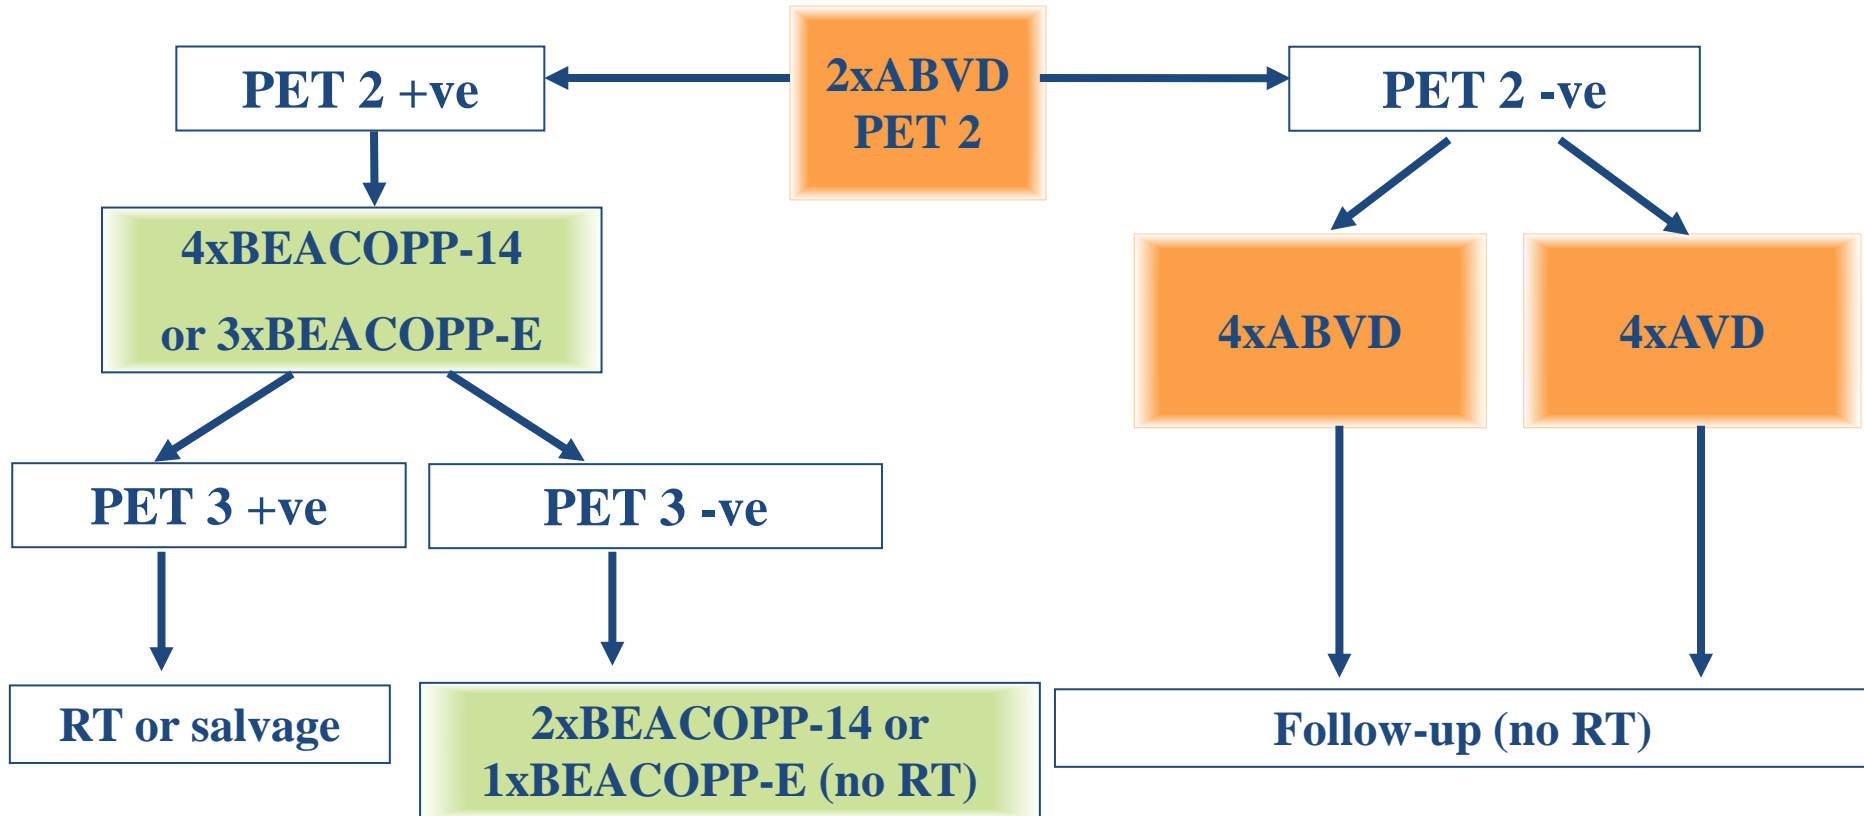 2xABVD
PET 2
PET 2 +ve
PET 2 -ve
4xBEACOPP-14
or 3xBEACOPP-E
4xABVD
4xAVD
PET 3 +ve
PET 3 -ve
RT or salvage
2xBEACOPP-14 or
1xBEACOPP-E (no RT)
Follow-up (no RT)